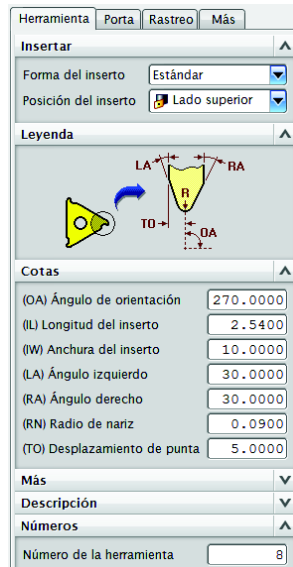 Herramienta Porta Rastreo Más
Insertar
Forma del inserto Estándar
Posición del inserto Lado superior
Leyenda
LA RA
R
TO OA
Cotas
(OA) Ángulo de orientación 270.0000
(IL) Longitud del inserto 2.5400
(IW) Anchura del inserto 10.0000
(LA) Ángulo izquierdo 30.0000
(RA) Ángulo derecho 30.0000
(RN) Radio de nariz 0.0900
(TO) Desplazamiento de punta 5.0000
Más
Descripción
Números
Número de la herramienta 8